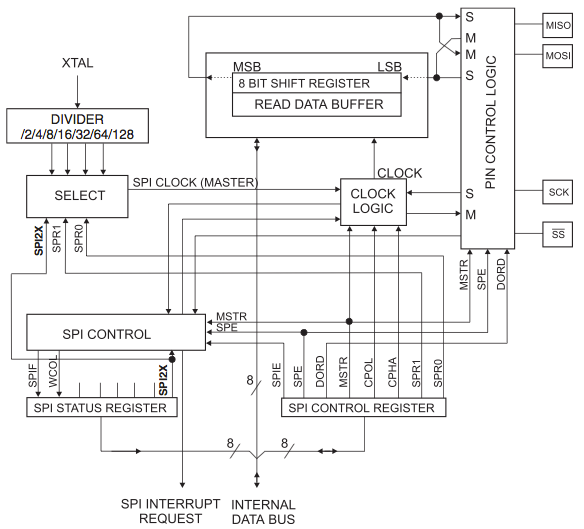 S
MISO
M
M
MOSI
S
XTAL
MSB
LSB
8 BIT SHIFT REGISTER
READ DATA BUFFER
DIVIDER
/2/4/8/16/32/64/128
PIN CONTROL LOGIC
CLOCK
SPI CLOCK (MASTER)
SELECT
CLOCK
LOGIC
S
M
SCK
SS
SPI2X
SPR1
SPR0
MSTR
SPE
DORD
MSTR
SPE
SPI CONTROL
SPIF
WCOL
SPI2X
SPIE
SPE
DORD
MSTR
CPOL
CPHA
SPR1
SPR0
8
SPI STATUS REGISTER
SPI CONTROL REGISTER
8
8
SPI INTERRUPT
REQUEST
INTERNAL
DATA BUS